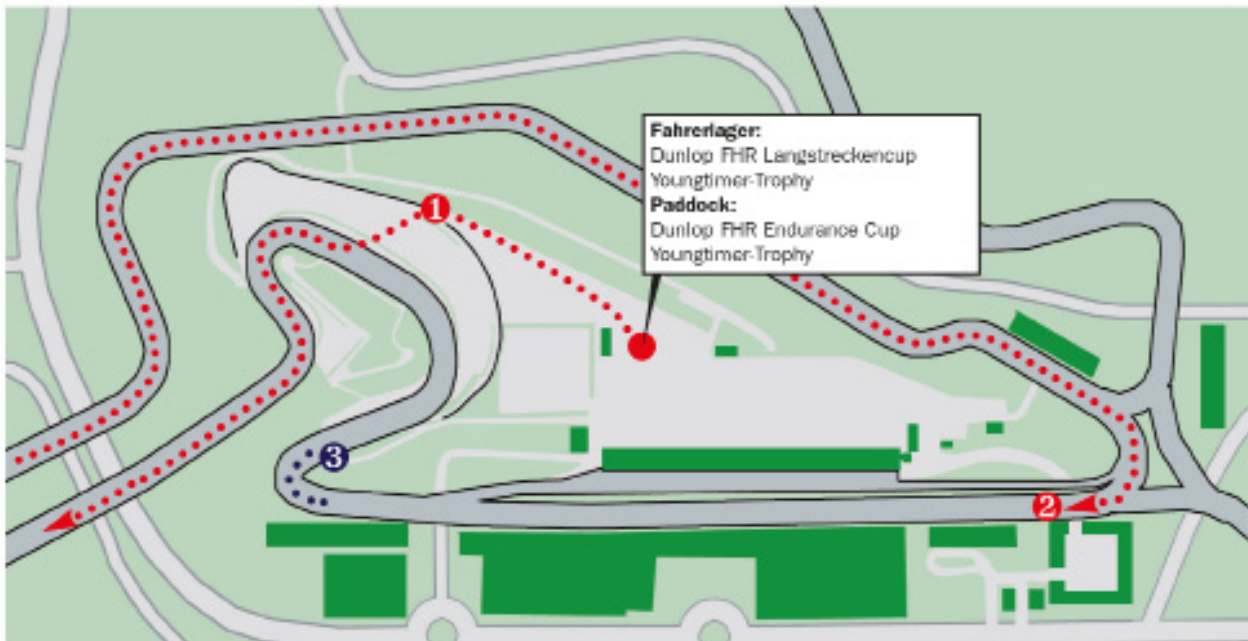 Fahrerlager:
Dunlop FHR Langstreckencup
Youngtimer-Trophy
Paddock:
Dunlop FHR Endurance Cup
Youngtimer-Trophy
1
3
2